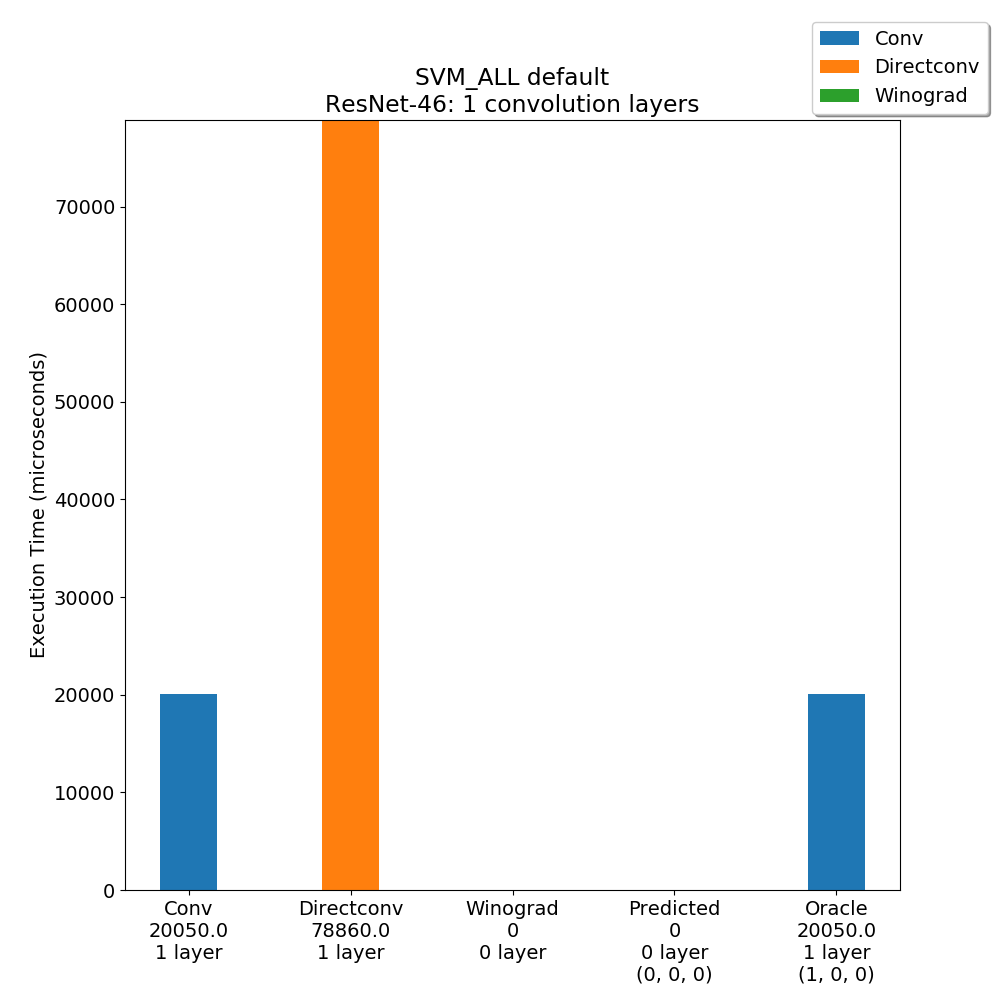 Conv
Directconv
Winograd
SVM_ALL default
ResNet-46: 1 convolution layers
Execution Time (microseconds)
70000
60000
50000
40000
30000
20000
10000
0
Conv
20050.0
1 layer
Directconv
78860.0
1 layer
Winograd
0
0 layer
Predicted
0
0 layer
(0, 0, 0)
Oracle
20050.0
1 layer
(1, 0, 0)